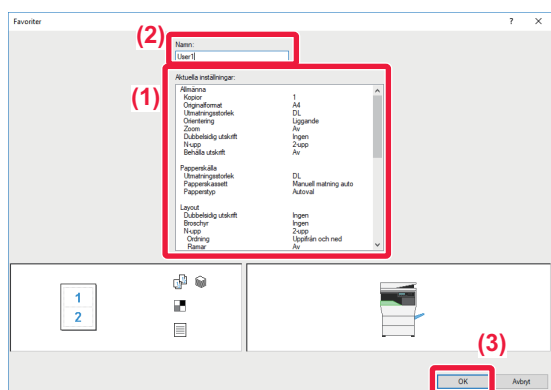 Favoriter ? ×
(2) Namn:
User1
(1) Aktuella inställningar:
Allmänna
Kopior 1
Originalformat A4
Utmatningsstorlek DL
Orientering Liggande
Zoom Av
Dubbelsidig utskrift Ingen
N-upp 2-upp
Behålla utskrift Av
Papperskälla
Utmatningsstorlek DL
Papperskassett Manuell matning auto
Papperstyp Autoval
Layout
Dubbelsidig utskrift Ingen
Broschyr Ingen
N-upp 2-upp
Ordning Uppifrån och ned
Ramar Av
1
2
(3)
OK Avbryt